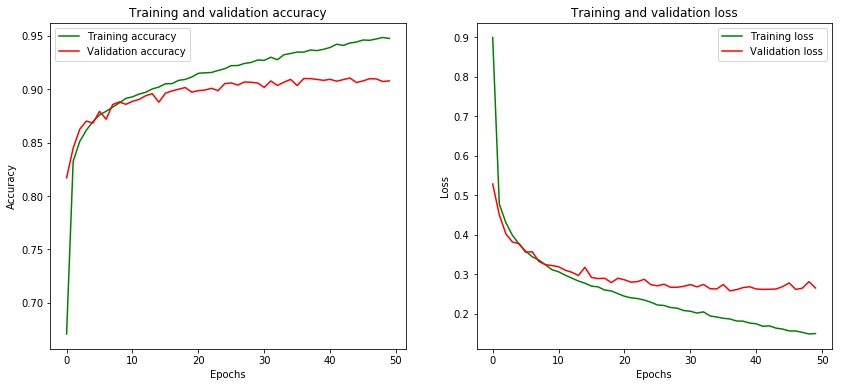 Training and validation accuracy
Training accuracy
Validation accuracy
0.95
0.90
0.85
0.80
0.75
0.70
Accuracy
0
10
20
30
40
50
Epochs
Training and validation loss
Training loss
Validation loss
0.9
0.8
0.7
0.6
0.5
0.4
0.3
0.2
Loss
0
10
20
30
40
50
Epochs